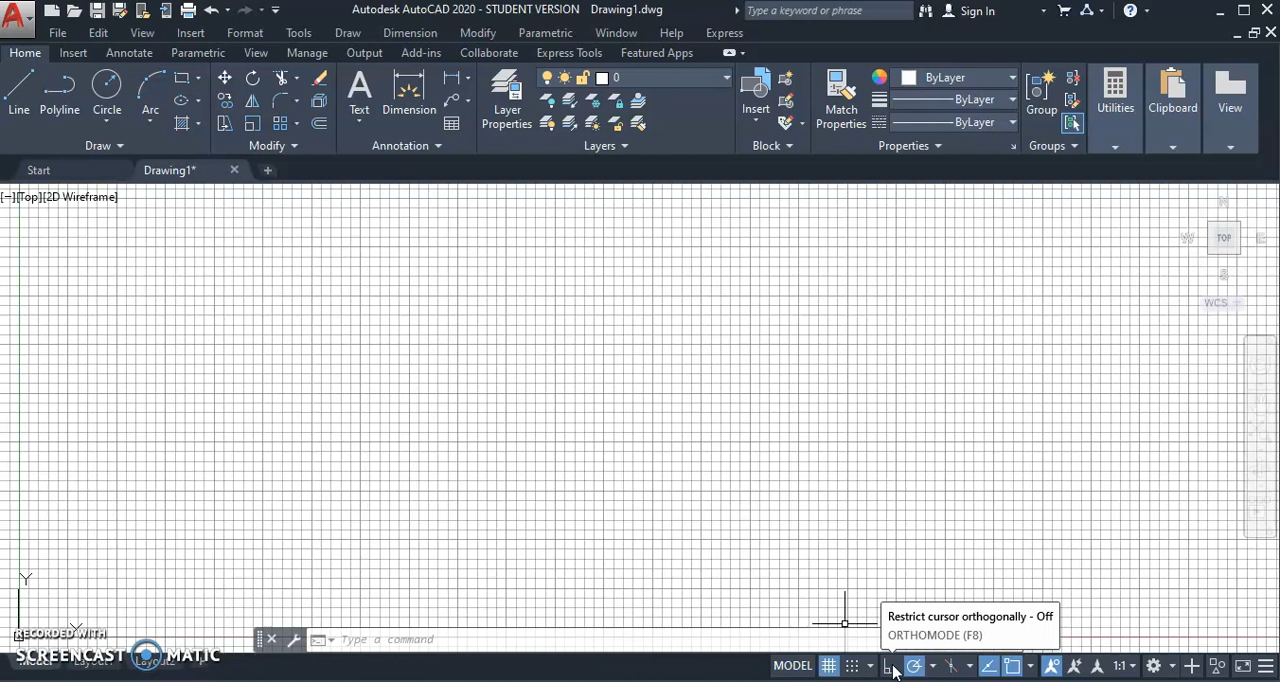 Autodesk AutoCAD 2020 - STUDENT VERSION Drawing1.dwg
Type a keyword or phrase
Sign In
File Edit View Insert Format Tools Draw Dimension Modify Parametric Window Help Express
Home Insert Annotate Parametric View Manage Output Add-ins Collaborate Express Tools Featured Apps
0
ByLayer
ByLayer
ByLayer
Line Polyline Circle Arc Text Dimension Layer Properties Insert Match Properties Group Utilities Clipboard View
Draw Modify Annotation Layers Block Properties Groups
Start Drawing1*
[−][Top][2D Wireframe]
N
W TOP E
S
WCS
Y
X
Restrict cursor orthogonally - Off
ORTHOMODE (F8)
Type a command
RECORDED WITH
SCREENCAST MATIC
Model Layout1 Layout2 +
MODEL 1:1